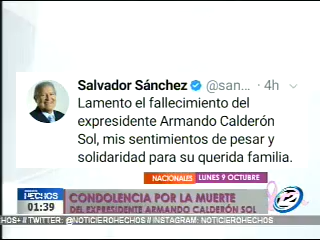 Salvador Sánchez @san... · 4h
Lamento el fallecimiento del
expresidente Armando Calderón
Sol, mis sentimientos de pesar y
solidaridad para su querida familia.
NACIONALES LUNES 9 OCTUBRE
HECHOS
01:39
CONDOLENCIA POR LA MUERTE
DEL EXPRESIDENTE ARMANDO CALDERÓN SOL
12
HECHOS+ // TWITTER: @NOTICIEROHECHOS // INSTAGRAM: NOTICIEROHECHOS